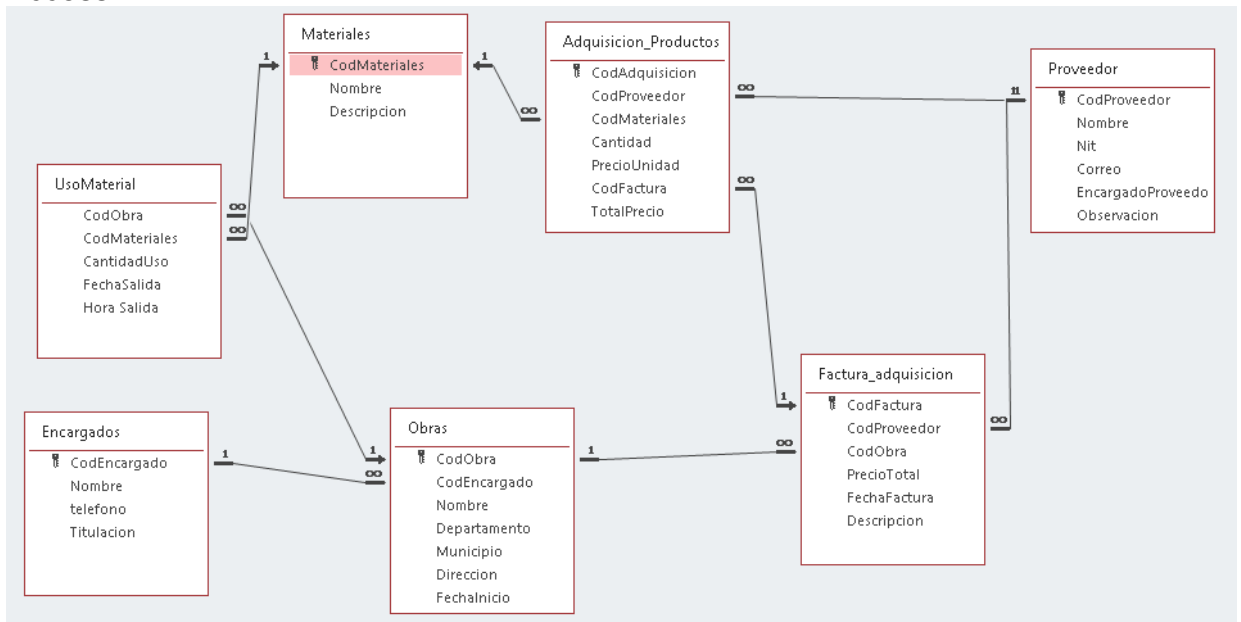 Materiales
CodMateriales
Nombre
Descripcion
Adquisicion_Productos
CodAdquisicion
CodProveedor
CodMateriales
Cantidad
PrecioUnidad
CodFactura
TotalPrecio
Proveedor
CodProveedor
Nombre
Nit
Correo
EncargadoProveedo
Observacion
UsoMaterial
CodObra
CodMateriales
CantidadUso
FechaSalida
Hora Salida
Encargados
CodEncargado
Nombre
telefono
Titulacion
Obras
CodObra
CodEncargado
Nombre
Departamento
Municipio
Direccion
FechaInicio
Factura_adquisicion
CodFactura
CodProveedor
CodObra
PrecioTotal
FechaFactura
Descripcion
1
1
∞
∞
11
∞
∞
∞
1
∞
1
∞
1
∞
1
∞